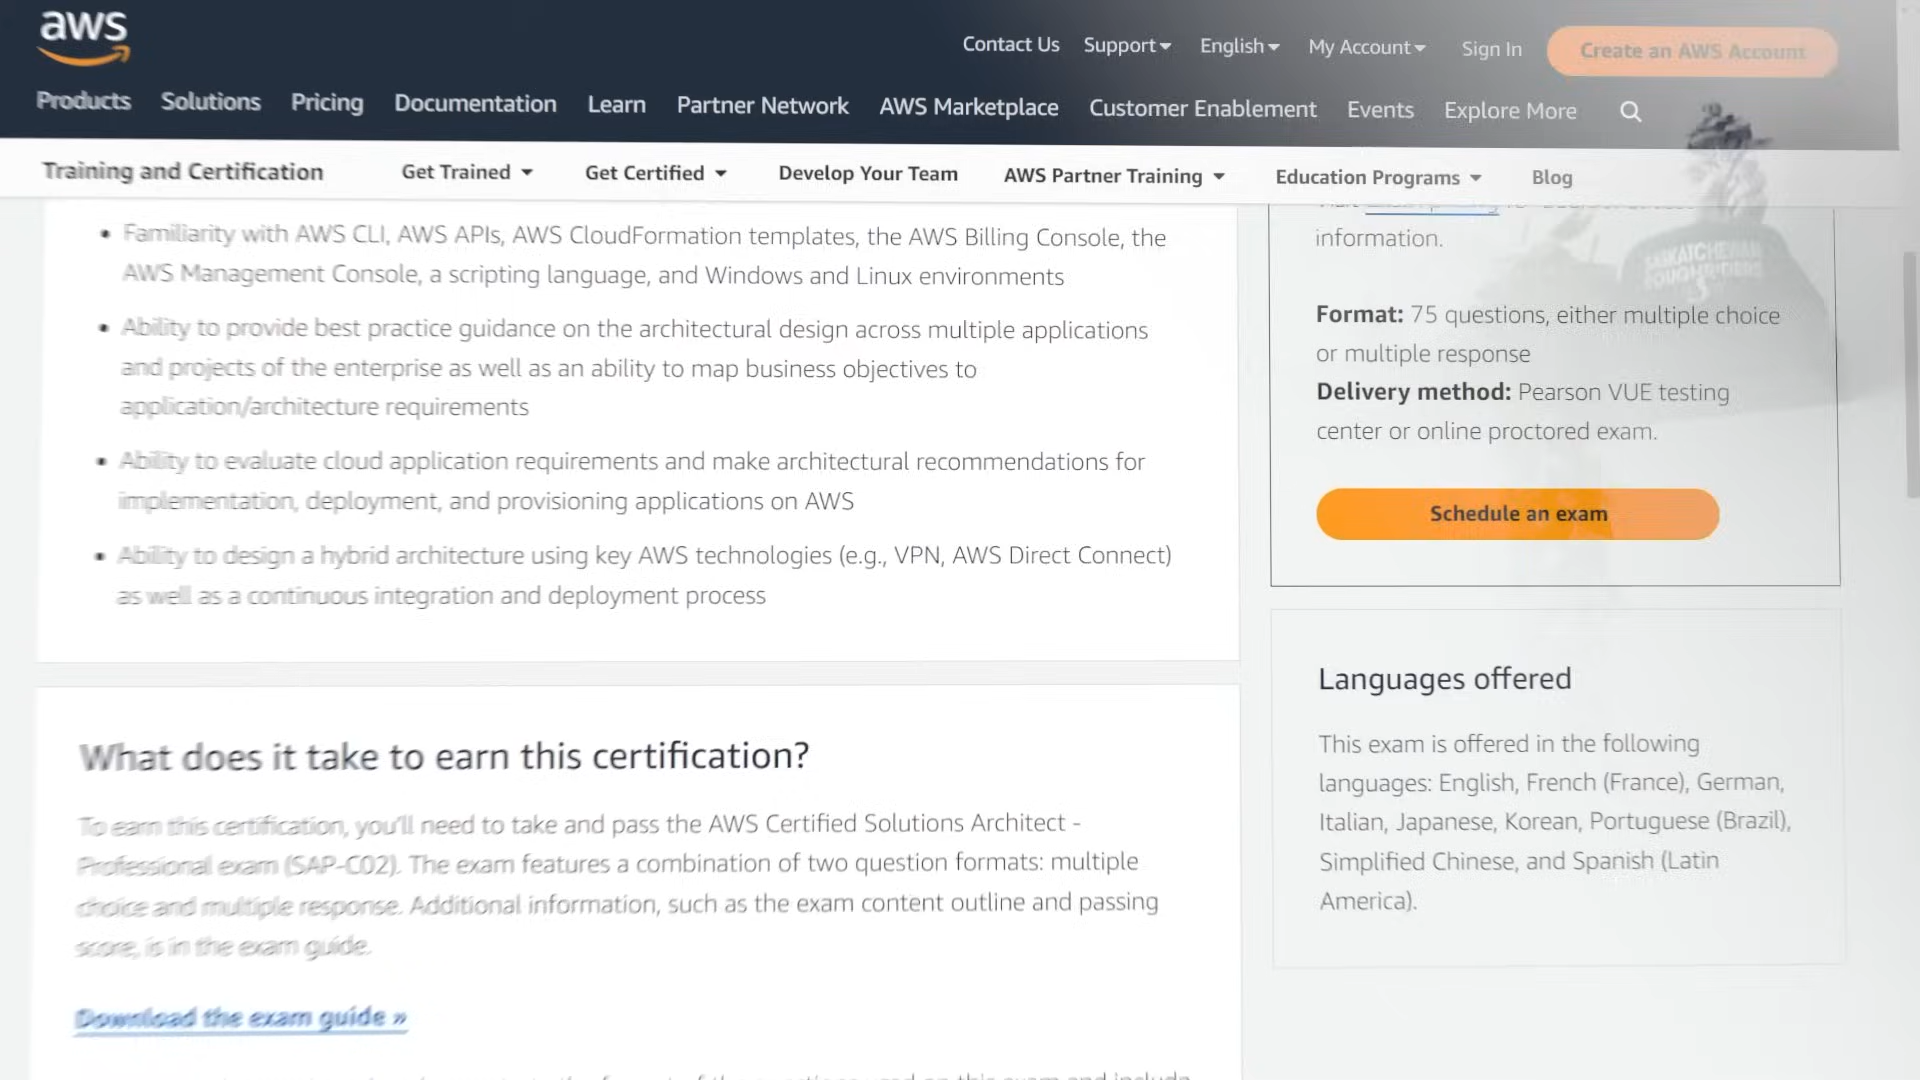 aws
Contact Us Support English My Account Sign In Create an AWS Account
Products Solutions Pricing Documentation Learn Partner Network AWS Marketplace Customer Enablement Events Explore More
Training and Certification Get Trained Get Certified Develop Your Team AWS Partner Training Education Programs Blog
• Familiarity with AWS CLI, AWS APIs, AWS CloudFormation templates, the AWS Billing Console, the
AWS Management Console, a scripting language, and Windows and Linux environments
• Ability to provide best practice guidance on the architectural design across multiple applications
and projects of the enterprise as well as an ability to map business objectives to
application/architecture requirements
• Ability to evaluate cloud application requirements and make architectural recommendations for
implementation, deployment, and provisioning applications on AWS
• Ability to design a hybrid architecture using key AWS technologies (e.g., VPN, AWS Direct Connect)
as well as a continuous integration and deployment process
What does it take to earn this certification?
To earn this certification, you'll need to take and pass the AWS Certified Solutions Architect -
Professional exam (SAP-C02). The exam features a combination of two question formats: multiple
choice and multiple response. Additional information, such as the exam content outline and passing
score, is in the exam guide.
Download the exam guide »
information.
Format: 75 questions, either multiple choice
or multiple response
Delivery method: Pearson VUE testing
center or online proctored exam.
Schedule an exam
Languages offered
This exam is offered in the following
languages: English, French (France), German,
Italian, Japanese, Korean, Portuguese (Brazil),
Simplified Chinese, and Spanish (Latin
America).
SASKATCHEWAN
ROUGHRIDERS